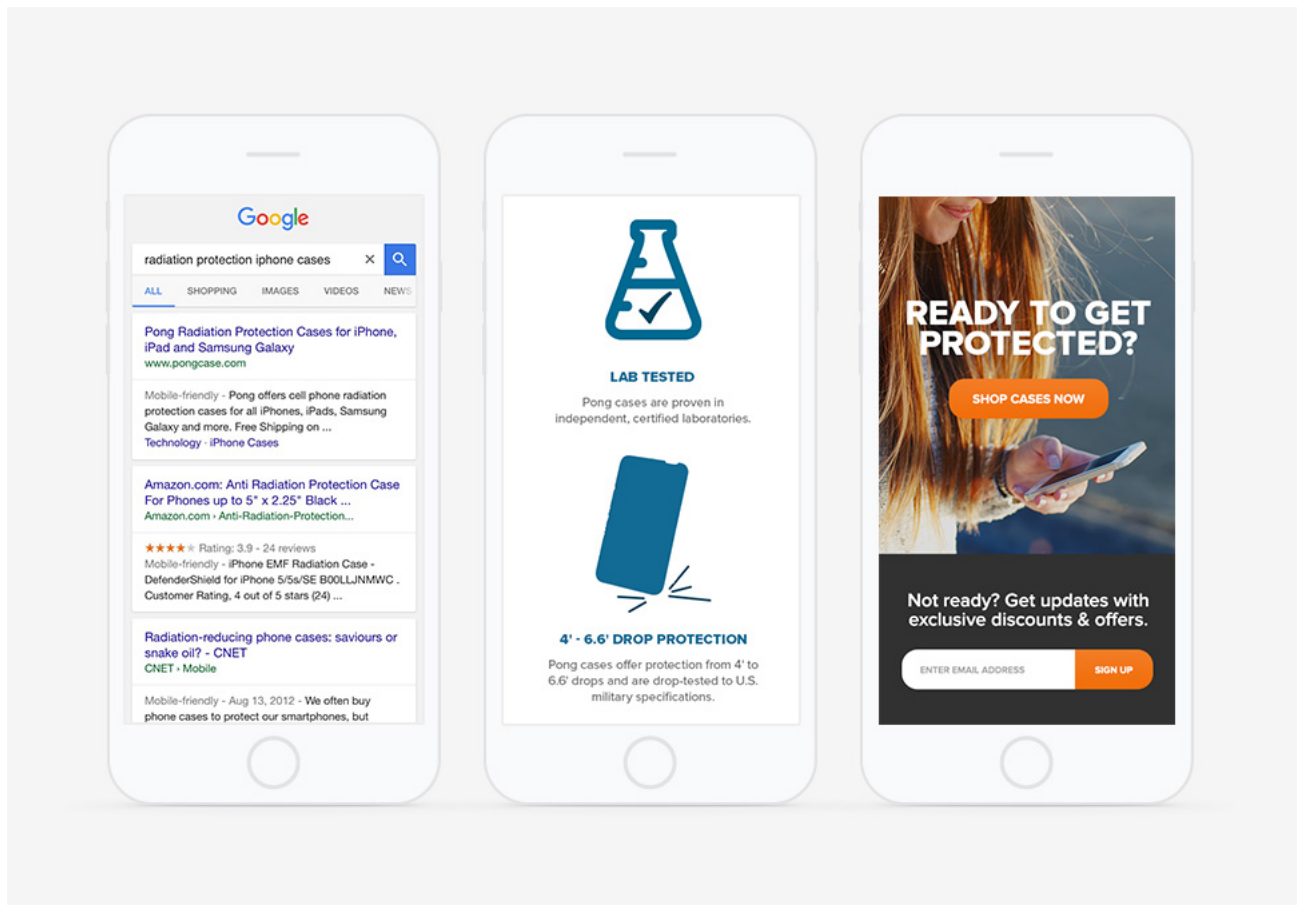 Google
radiation protection iphone cases
ALL SHOPPING IMAGES VIDEOS NEWS
Pong Radiation Protection Cases for iPhone,
iPad and Samsung Galaxy
www.pongcase.com
Mobile-friendly - Pong offers cell phone radiation
protection cases for all iPhones, iPads, Samsung
Galaxy and more. Free Shipping on ...
Technology · iPhone Cases
Amazon.com: Anti Radiation Protection Case
For Phones up to 5" x 2.25" Black ...
Amazon.com › Anti-Radiation-Protection...
Rating: 3.9 - 24 reviews
Mobile-friendly - iPhone EMF Radiation Case -
DefenderShield for iPhone 5/5s/SE B00LLJNMWC .
Customer Rating, 4 out of 5 stars (24) ...
Radiation-reducing phone cases: saviours or
snake oil? - CNET
CNET › Mobile
Mobile-friendly - Aug 13, 2012 - We often buy
phone cases to protect our smartphones, but
LAB TESTED
Pong cases are proven in
independent, certified laboratories.
4' - 6.6' DROP PROTECTION
Pong cases offer protection from 4' to
6.6' drops and are drop-tested to U.S.
military specifications.
READY TO GET
PROTECTED?
SHOP CASES NOW
Not ready? Get updates with
exclusive discounts & offers.
ENTER EMAIL ADDRESS SIGN UP